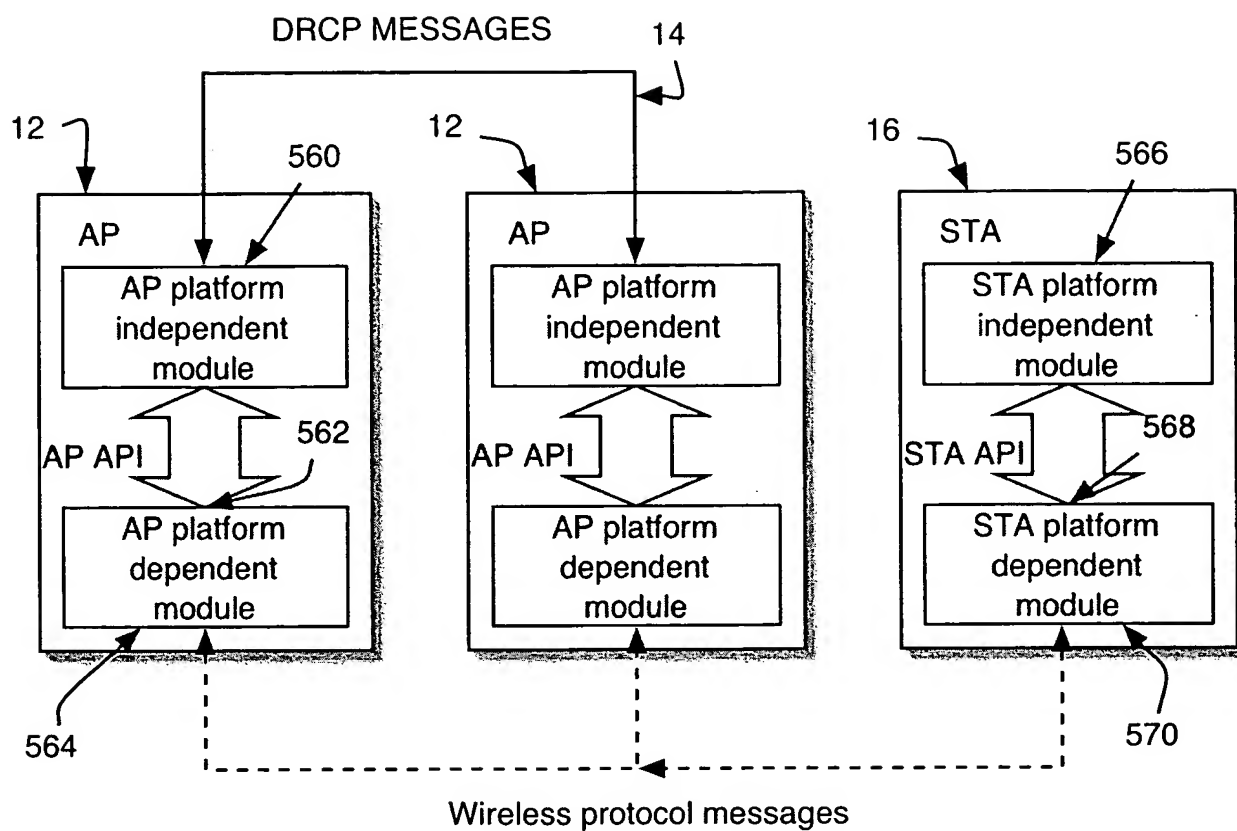 DRCP MESSAGES
14
12
12
16
560
566
AP
AP
STA
AP platform
independent
module
AP platform
independent
module
STA platform
independent
module
562
568
AP API
AP API
STA API
AP platform
dependent
module
AP platform
dependent
module
STA platform
dependent
module
564
570
Wireless protocol messages